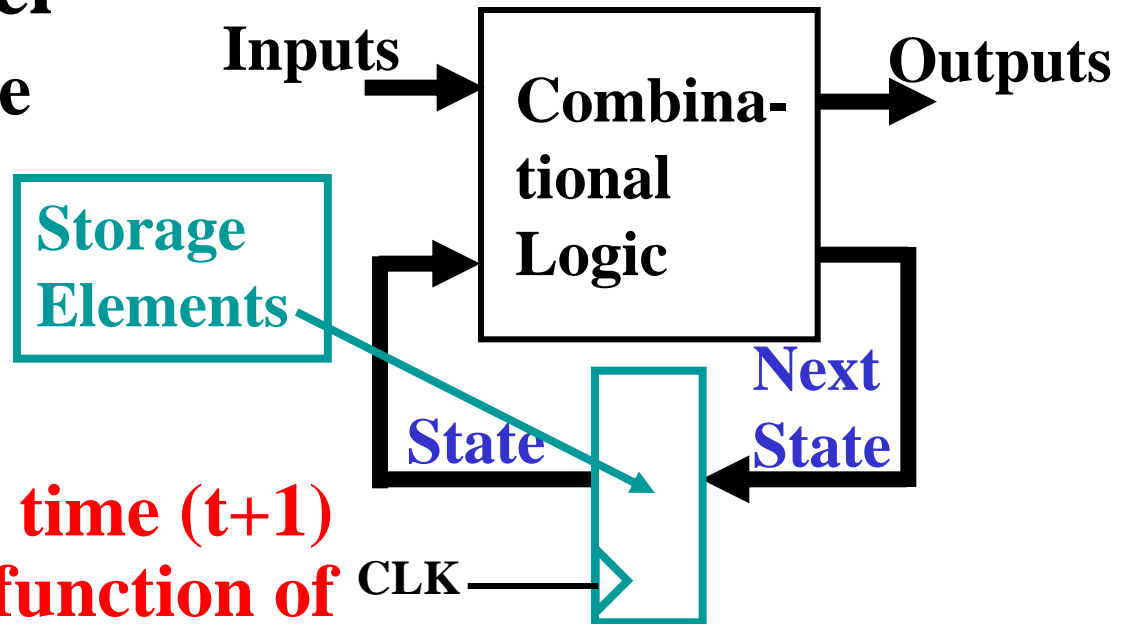 Inputs
Outputs
e
Combina-
tional
Logic
Storage
Elements
Next
State
State
time (t+1)
function of
CLK